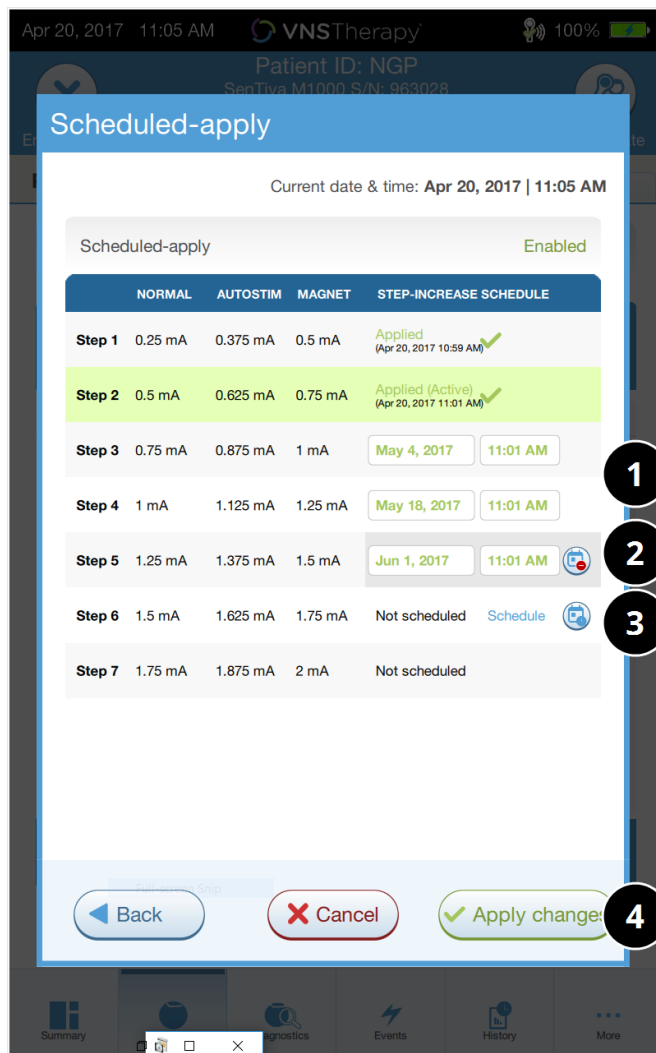 Apr 20, 2017 11:05 AM VNSTherapy 100%
Patient ID: NGP
SenTiva M1000 S/N: 963028
Scheduled-apply
Current date & time: Apr 20, 2017 | 11:05 AM
Scheduled-apply Enabled
NORMAL AUTOSTIM MAGNET STEP-INCREASE SCHEDULE
Step 1 0.25 mA 0.375 mA 0.5 mA Applied
(Apr 20, 2017 10:59 AM)
Step 2 0.5 mA 0.625 mA 0.75 mA Applied (Active)
(Apr 20, 2017 11:01 AM)
Step 3 0.75 mA 0.875 mA 1 mA May 4, 2017 11:01 AM
1
Step 4 1 mA 1.125 mA 1.25 mA May 18, 2017 11:01 AM
Step 5 1.25 mA 1.375 mA 1.5 mA Jun 1, 2017 11:01 AM 2
Step 6 1.5 mA 1.625 mA 1.75 mA Not scheduled Schedule 3
Step 7 1.75 mA 1.875 mA 2 mA Not scheduled
Full-screen Snip
Back Cancel Apply changes 4
Summary agnostics Events History More